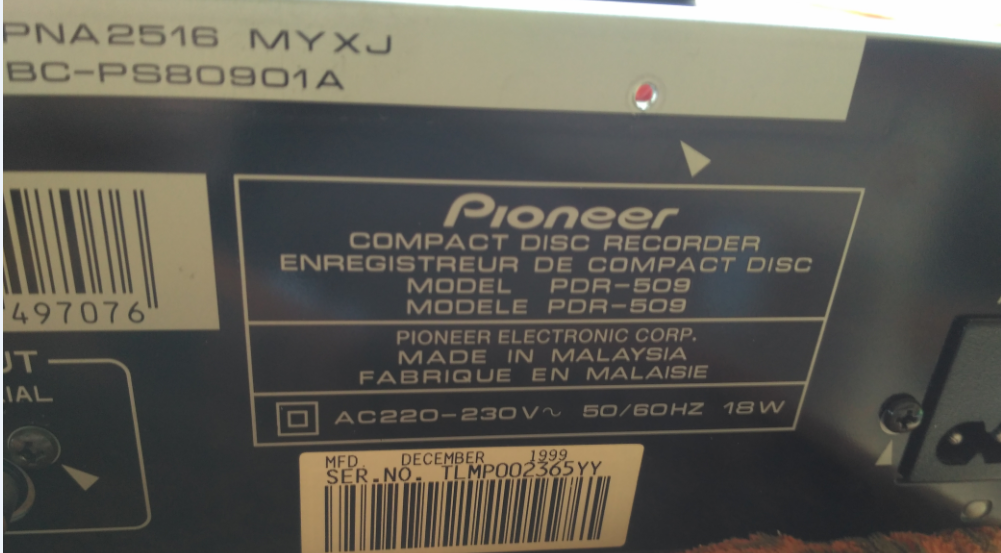 PNA2516 MYXJ
BC-PS80901A
Pioneer
COMPACT DISC RECORDER
ENREGISTREUR DE COMPACT DISC
MODEL PDR-509
MODELE PDR-509
497076
PIONEER ELECTRONIC CORP.
MADE IN MALAYSIA
FABRIQUE EN MALAISIE
UT
IAL
AC220-230V~ 50/60HZ 18W
MFD. DECEMBER 1999
SER.NO. TLMP002365YY